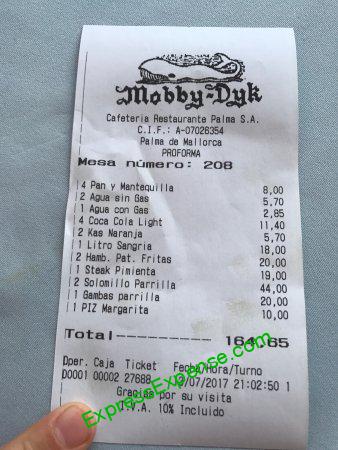 Mobby-Dyk
Cafeteria Restaurante Palma S.A.
C.I.F.: A-07026354
Palma de Mallorca
PROFORMA
Mesa número: 208
4 Pan y Mantequilla 8,00
2 Agua sin Gas 5,70
1 Agua con Gas 2,85
4 Coca Cola Light 11,40
2 Kas Naranja 5,70
1 Litro Sangria 18,00
2 Hamb. Pat. Fritas 20,00
1 Steak Pimienta 19,00
2 Solomillo Parrilla 44,00
1 Gambas parrilla 20,00
1 PIZ Margarita 10,00
Total 164,65
Oper. Caja Ticket Fecha/Hora/Turno
D0001 00002 27688 /07/2017 21:02:50 1
Gracias por su visita
I.V.A. 10% Incluido
ExpressExpense.com